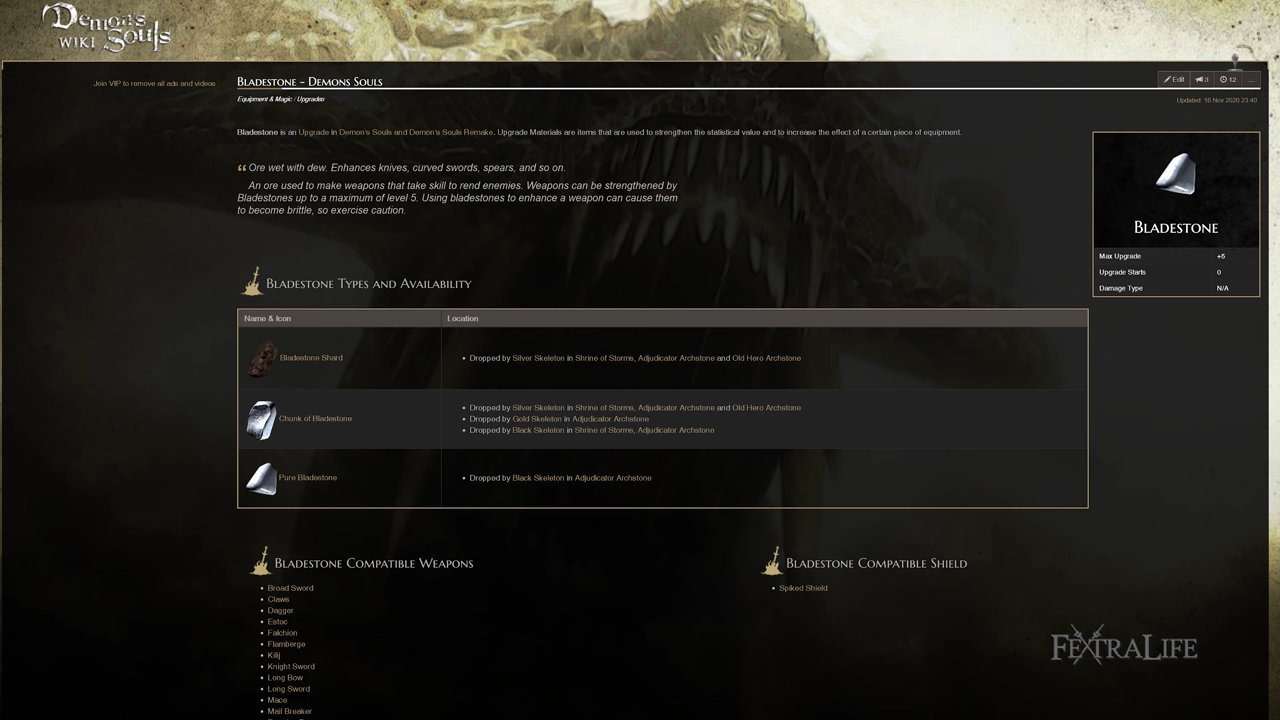 Demon's
WIKI Souls
Join VIP to remove all ads and videos
Bladestone - Demons Souls
Edit 3 12 ...
Equipment & Magic / Upgrades
Updated: 16 Nov 2020 23:40
Bladestone is an Upgrade in Demon's Souls and Demon's Souls Remake. Upgrade Materials are items that are used to strengthen the statistical value and to increase the effect of a certain piece of equipment.
“ Ore wet with dew. Enhances knives, curved swords, spears, and so on.
An ore used to make weapons that take skill to rend enemies. Weapons can be strengthened by
Bladestones up to a maximum of level 5. Using bladestones to enhance a weapon can cause them
to become brittle, so exercise caution.
Bladestone
Max Upgrade +5
Upgrade Starts 0
Damage Type N/A
Bladestone Types and Availability
Name & Icon Location
Bladestone Shard
• Dropped by Silver Skeleton in Shrine of Storms, Adjudicator Archstone and Old Hero Archstone
Chunk of Bladestone
• Dropped by Silver Skeleton in Shrine of Storms, Adjudicator Archstone and Old Hero Archstone
• Dropped by Gold Skeleton in Adjudicator Archstone
• Dropped by Black Skeleton in Shrine of Storms, Adjudicator Archstone
Pure Bladestone
• Dropped by Black Skeleton in Adjudicator Archstone
Bladestone Compatible Weapons
• Broad Sword
• Claws
• Dagger
• Estoc
• Falchion
• Flamberge
• Kilij
• Knight Sword
• Long Bow
• Long Sword
• Mace
• Mail Breaker
Bladestone Compatible Shield
• Spiked Shield
FextraLife